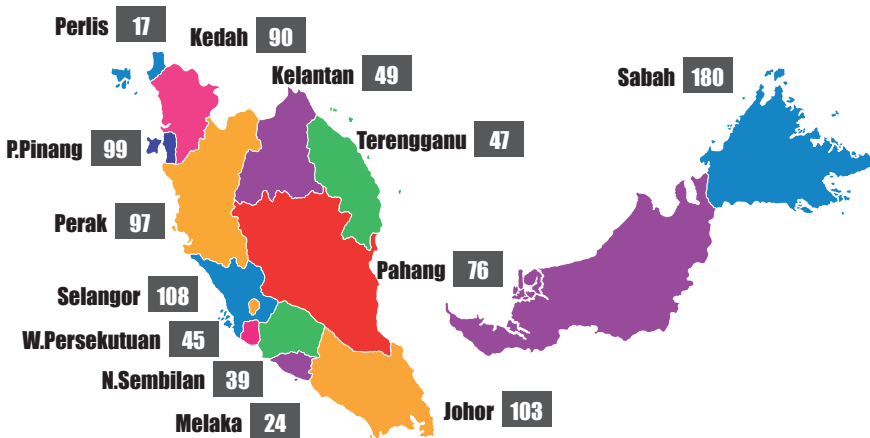 Perlis 17
Kedah 90
Kelantan 49
Sabah 180
P.Pinang 99
Terengganu 47
Perak 97
Pahang 76
Selangor 108
W.Persekutuan 45
N.Sembilan 39
Melaka 24
Johor 103